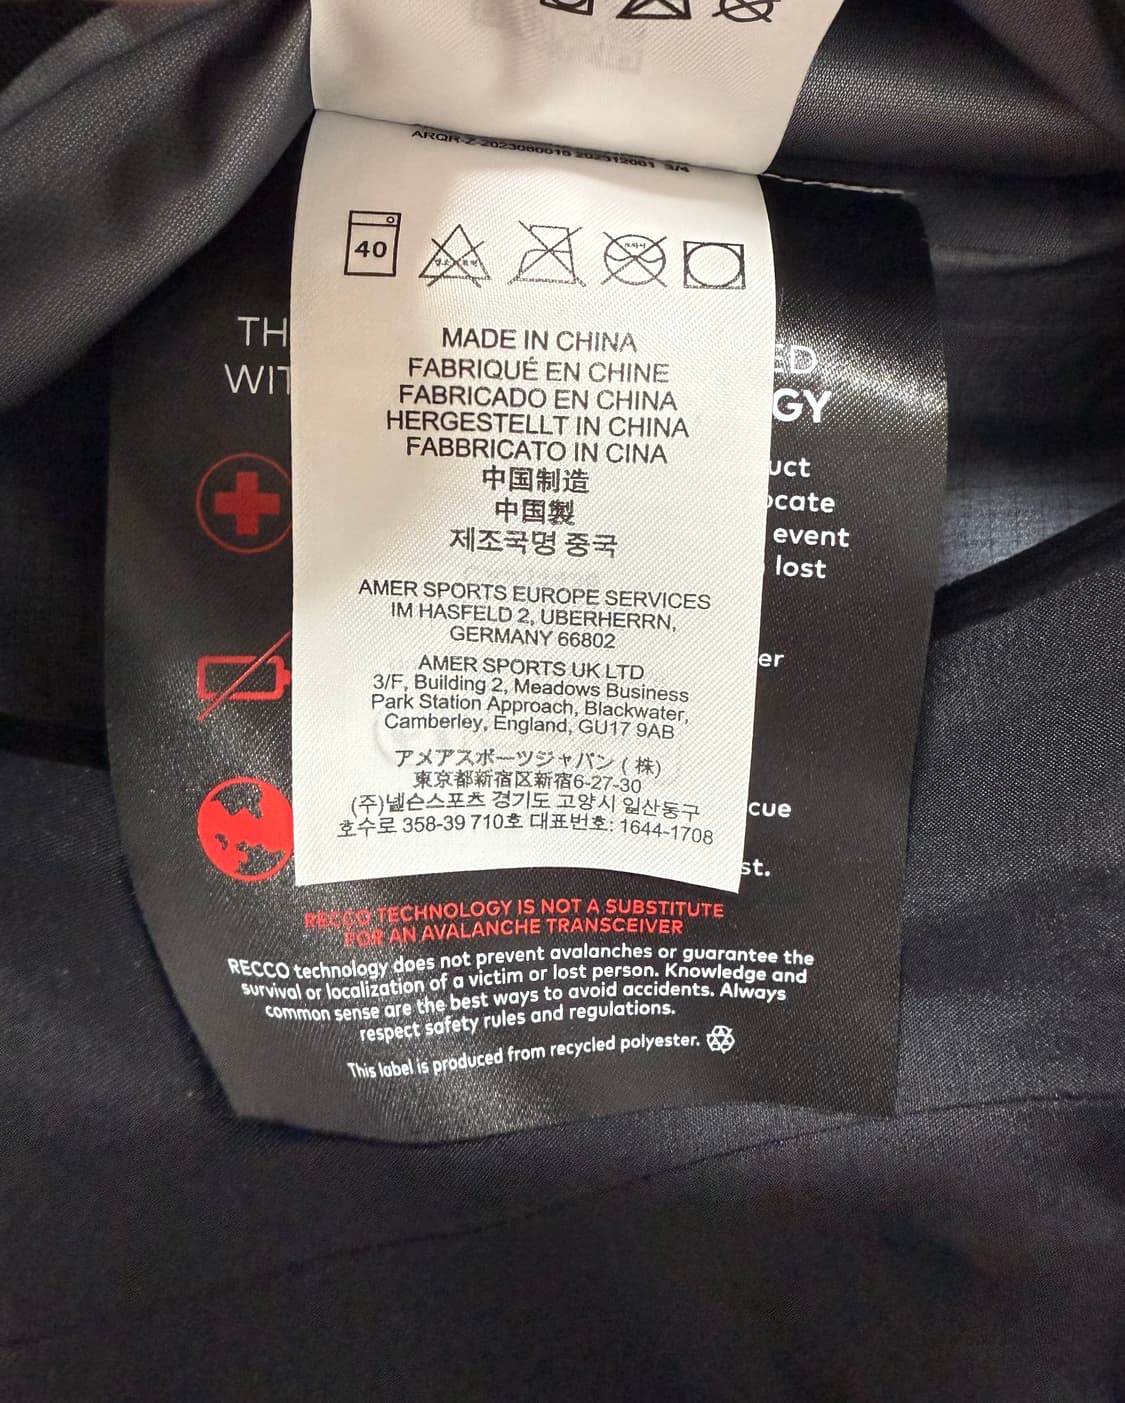 ARQR-Z 2023080016 202312001 3/4
40
MADE IN CHINA
FABRIQUÉ EN CHINE
FABRICADO EN CHINA
HERGESTELLT IN CHINA
FABBRICATO IN CINA
中国制造
中国製
제조국명 중국
AMER SPORTS EUROPE SERVICES
IM HASFELD 2, UBERHERRN,
GERMANY 66802
AMER SPORTS UK LTD
3/F, Building 2, Meadows Business
Park Station Approach, Blackwater,
Camberley, England, GU17 9AB
アメアスポーツジャパン ( 株)
東京都新宿区新宿6-27-30
(주)넬슨스포츠 경기도 고양시 일산동구
호수로 358-39 710호 대표번호: 1644-1708
TH
WIT
ED
GY
uct
ocate
event
lost
er
cue
st.
RECCO TECHNOLOGY IS NOT A SUBSTITUTE
FOR AN AVALANCHE TRANSCEIVER
RECCO technology does not prevent avalanches or guarantee the
survival or localization of a victim or lost person. Knowledge and
common sense are the best ways to avoid accidents. Always
respect safety rules and regulations.
This label is produced from recycled polyester.